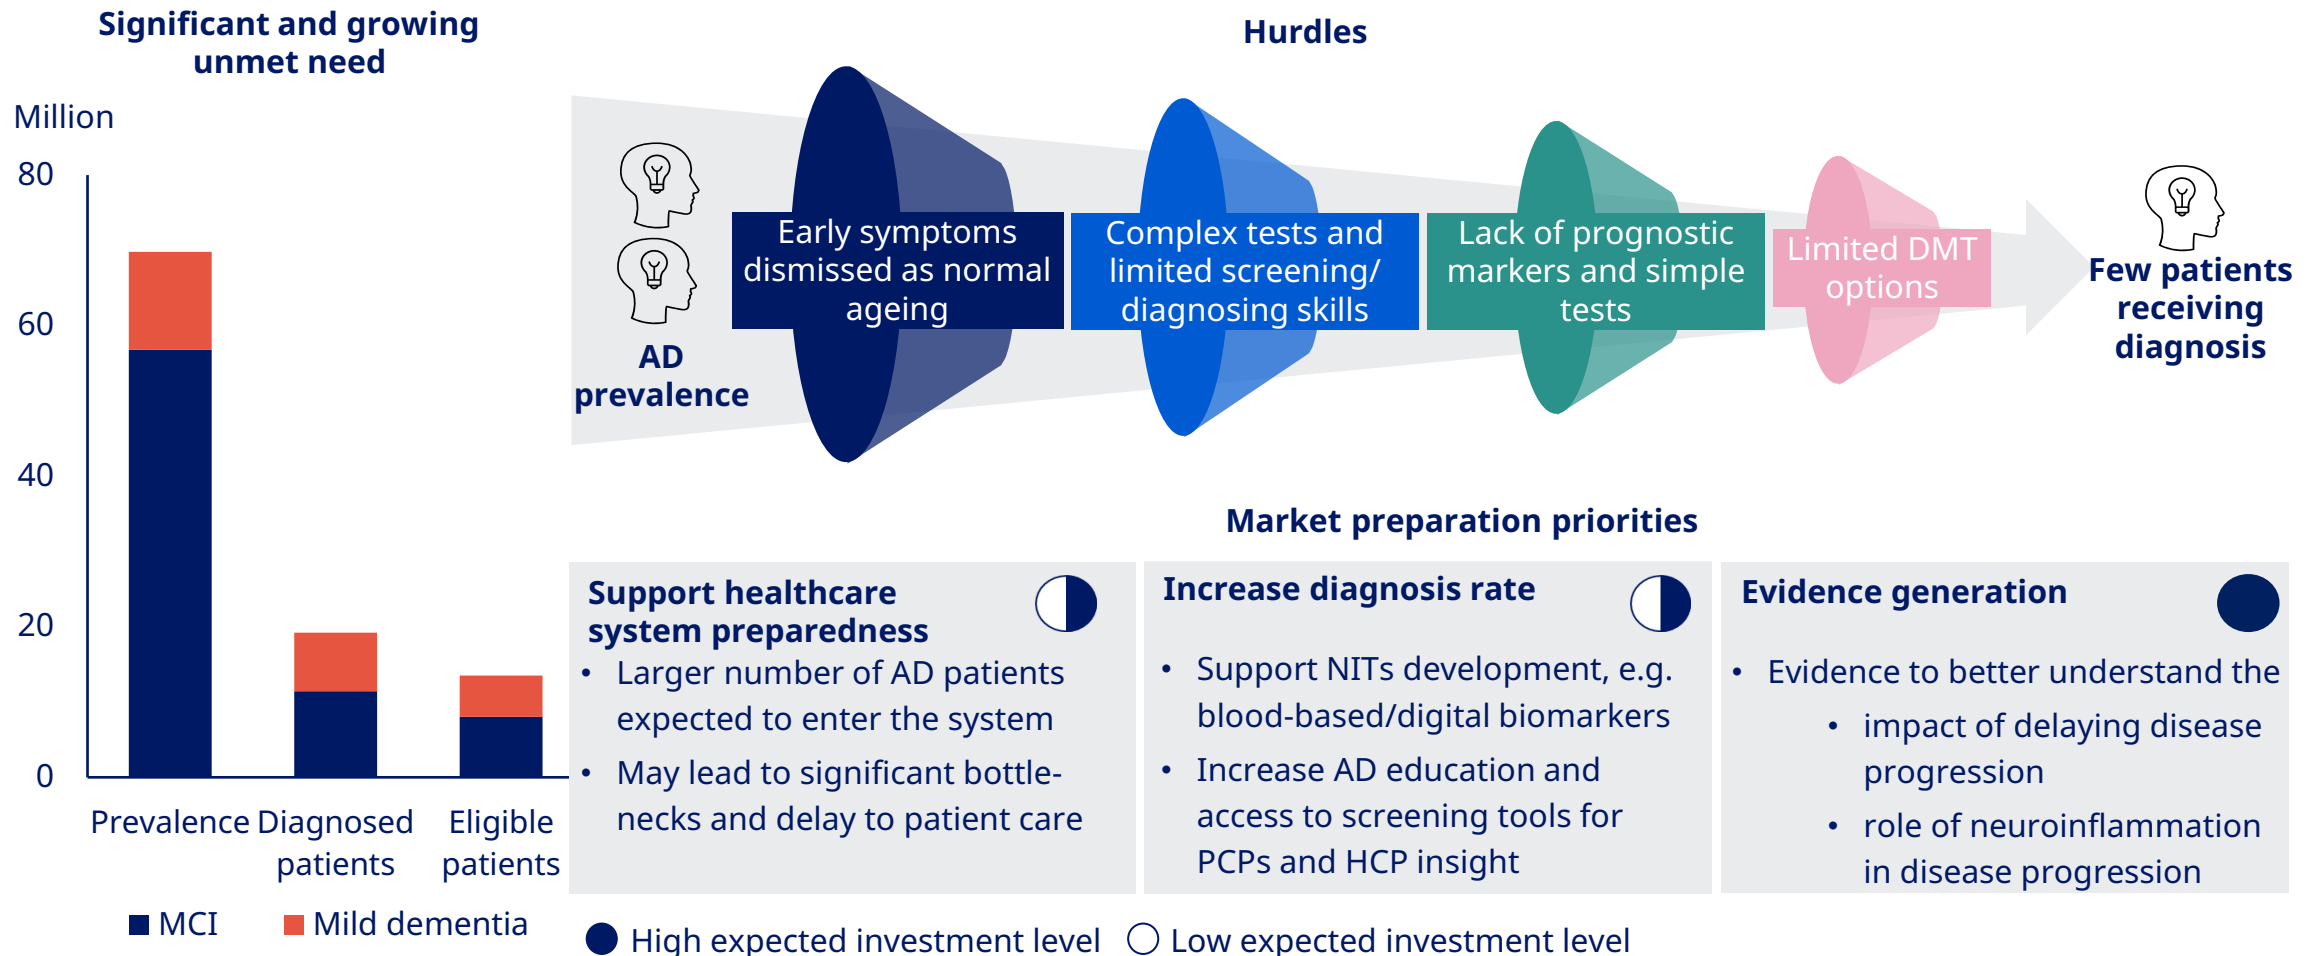 Significant and growing
unmet need
Million
80
60
40
20
0
Prevalence
Diagnosed
patients
Eligible
patients
MCI
Mild dementia
Hurdles
AD
prevalence
Early symptoms
dismissed as normal
ageing
Complex tests and
limited screening/
diagnosing skills
Lack of prognostic
markers and simple
tests
Limited DMT
options
Few patients
receiving
diagnosis
Market preparation priorities
Support healthcare
system preparedness
• Larger number of AD patients
expected to enter the system
• May lead to significant bottle-
necks and delay to patient care
Increase diagnosis rate
• Support NITs development, e.g.
blood-based/digital biomarkers
• Increase AD education and
access to screening tools for
PCPs and HCP insight
Evidence generation
• Evidence to better understand the
• impact of delaying disease
progression
• role of neuroinflammation
in disease progression
High expected investment level
Low expected investment level